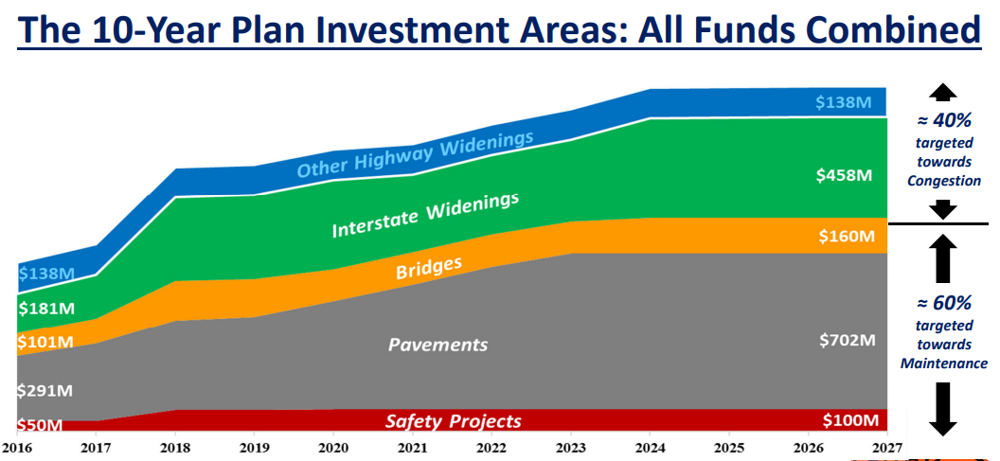 The 10-Year Plan Investment Areas: All Funds Combined
$138M
≈ 40%
targeted
towards
Congestion
Other Highway Widenings
$458M
Interstate Widenings
$160M
Bridges
$138M
$181M
≈ 60%
targeted
towards
Maintenance
$101M
Pavements
$702M
$291M
Safety Projects
$100M
$50M
2016 2017 2018 2019 2020 2021 2022 2023 2024 2025 2026 2027